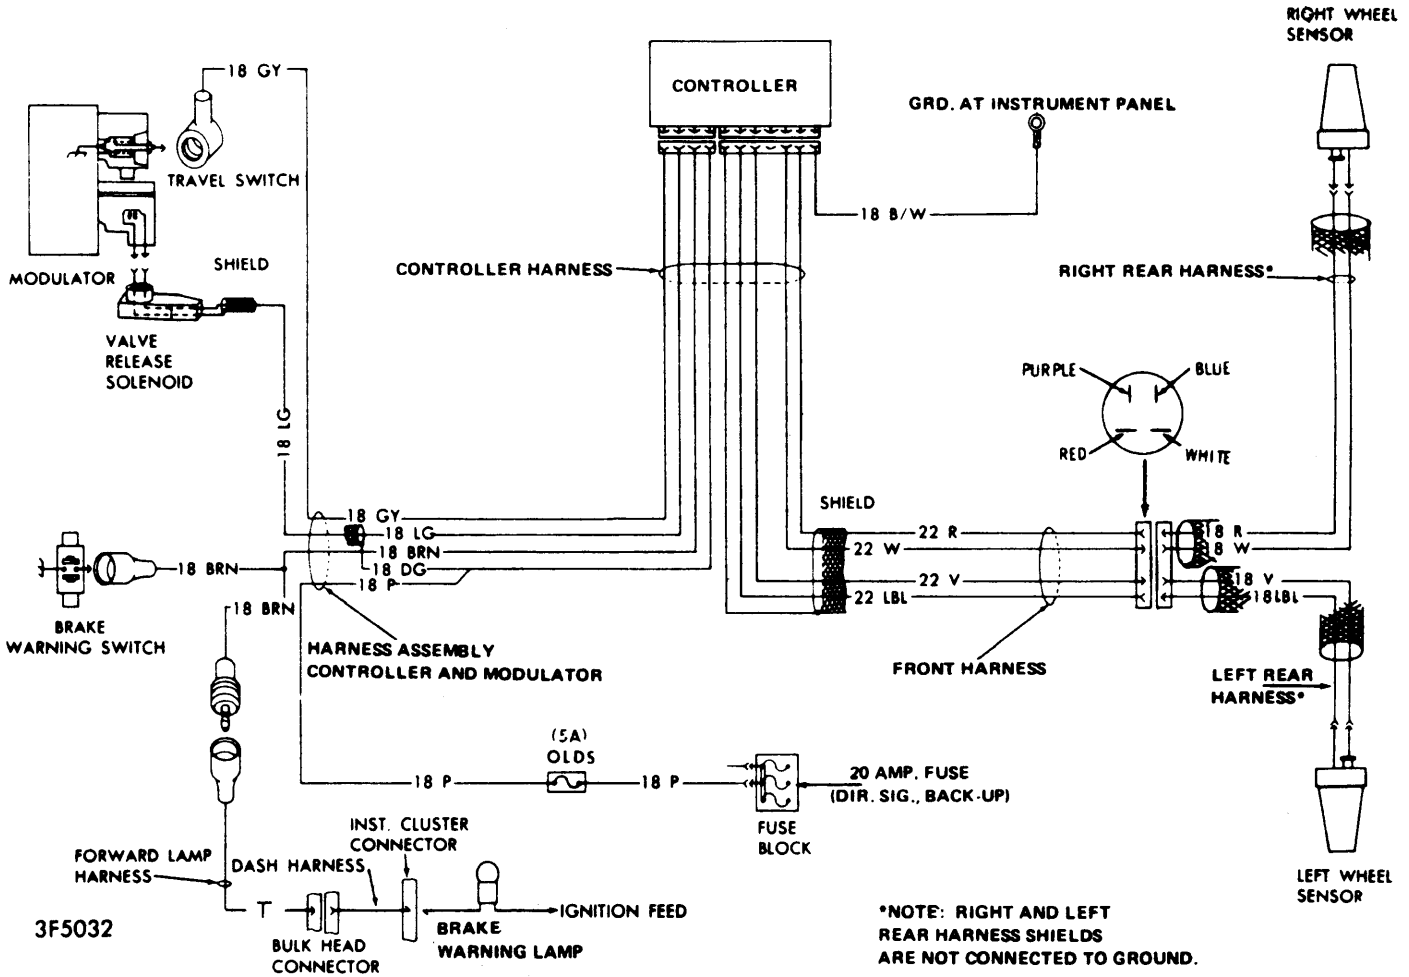 RIGHT WHEEL
SENSOR
18 GY
CONTROLLER
GRD. AT INSTRUMENT PANEL
TRAVEL SWITCH
18 B/W
MODULATOR
SHIELD
CONTROLLER HARNESS
RIGHT REAR HARNESS*
VALVE
RELEASE
SOLENOID
PURPLE
BLUE
RED
WHITE
18 LG
SHIELD
18 GY
18 LG
18 BRN
18 DG
18 P
22 R
22 W
22 V
22 LBL
18 R
18 W
18 V
18LBL
18 BRN
18 BRN
BRAKE
WARNING SWITCH
HARNESS ASSEMBLY
CONTROLLER AND MODULATOR
FRONT HARNESS
LEFT REAR
HARNESS*
(5A)
OLDS
18 P
18 P
20 AMP. FUSE
(DIR. SIG., BACK-UP)
FUSE
BLOCK
INST. CLUSTER
CONNECTOR
FORWARD LAMP
HARNESS
DASH HARNESS
LEFT WHEEL
SENSOR
T
IGNITION FEED
BRAKE
WARNING LAMP
BULK HEAD
CONNECTOR
3F5032
*NOTE: RIGHT AND LEFT
REAR HARNESS SHIELDS
ARE NOT CONNECTED TO GROUND.